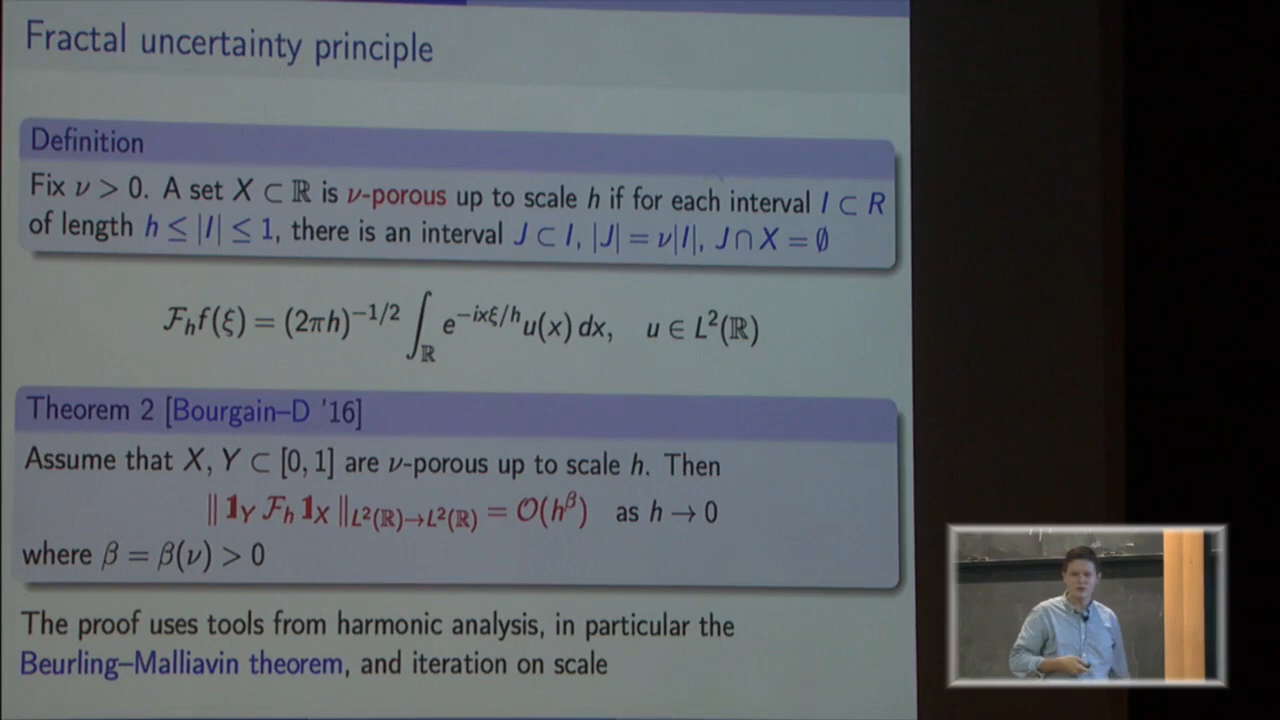 Fractal uncertainty principle
Definition
Fix ν > 0. A set X ⊂ ℝ is ν-porous up to scale h if for each interval I ⊂ R
of length h ≤ |I| ≤ 1, there is an interval J ⊂ I, |J| = ν|I|, J ∩ X = ∅
ℱ_h f(ξ) = (2πh)^{-1/2} ∫_ℝ e^{-ixξ/h} u(x) dx, u ∈ L²(ℝ)
Theorem 2 [Bourgain–D '16]
Assume that X, Y ⊂ [0, 1] are ν-porous up to scale h. Then
‖ 𝟏_Y ℱ_h 𝟏_X ‖_{L²(ℝ)→L²(ℝ)} = 𝒪(h^β) as h → 0
where β = β(ν) > 0
The proof uses tools from harmonic analysis, in particular the
Beurling–Malliavin theorem, and iteration on scale